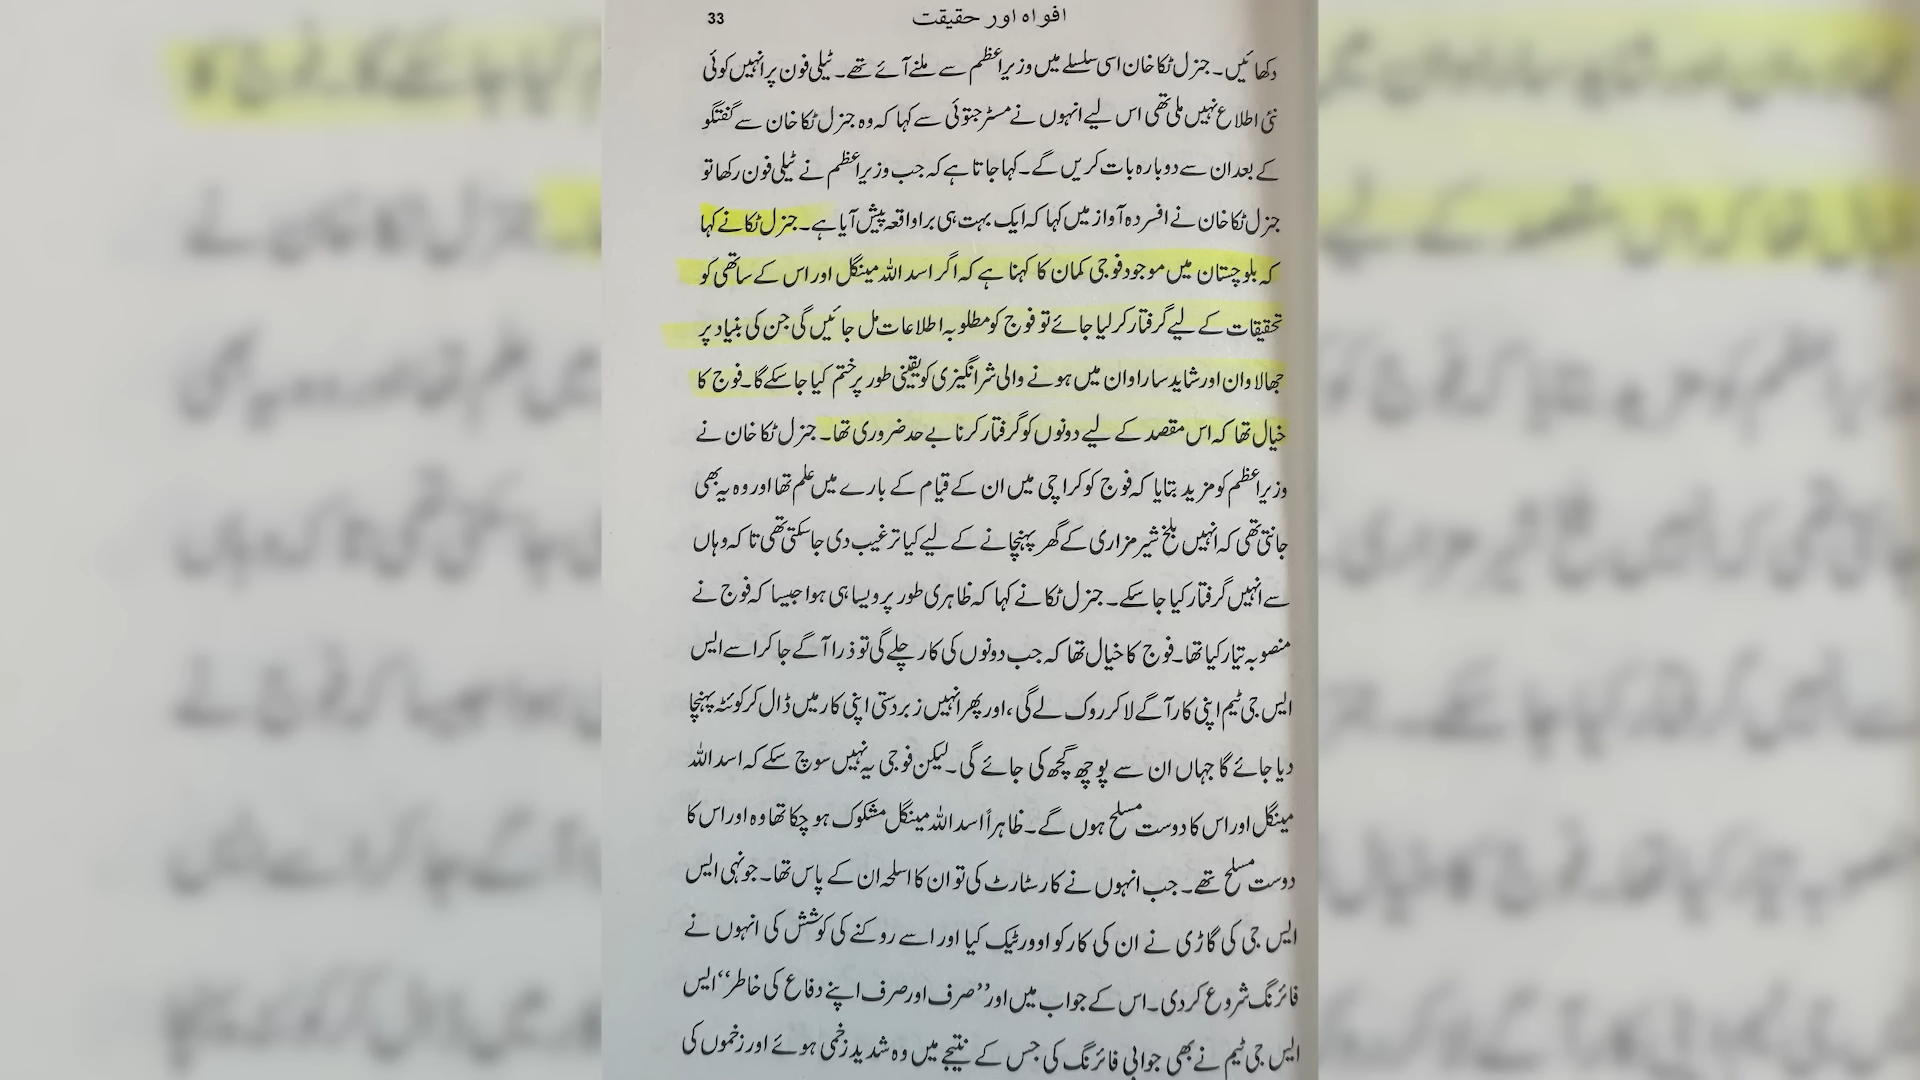 افواہ اور حقیقت 33
دکھائیں۔ جنرل ٹکا خان اسی سلسلے میں وزیراعظم سے ملنے آئے تھے۔ ٹیلی فون پر انہیں کوئی
نئی اطلاع نہیں ملی تھی اس لیے انہوں نے مسٹر جتوئی سے کہا کہ وہ جنرل ٹکا خان سے گفتگو
کے بعد ان سے دوبارہ بات کریں گے۔ کہا جاتا ہے کہ جب وزیراعظم نے ٹیلی فون رکھا تو
جنرل ٹکا خان نے افسردہ آواز میں کہا کہ ایک بہت ہی برا واقعہ پیش آیا ہے۔ جنرل ٹکا نے کہا
کہ بلوچستان میں موجود فوجی کمان کا کہنا ہے کہ اگر اسد اللہ مینگل اور اس کے ساتھی کو
تحقیقات کے لیے گرفتار کر لیا جائے تو فوج کو مطلوبہ اطلاعات مل جائیں گی جن کی بنیاد پر
جھالاوان اور شاید ساراوان میں ہونے والی شرانگیزی کو یقینی طور پر ختم کیا جا سکے گا۔ فوج کا
خیال تھا کہ اس مقصد کے لیے دونوں کو گرفتار کرنا بے حد ضروری تھا۔ جنرل ٹکا خان نے
وزیراعظم کو مزید بتایا کہ فوج کو کراچی میں ان کے قیام کے بارے میں علم تھا اور وہ یہ بھی
جانتی تھی کہ انہیں بلخ شیر مزاری کے گھر پہنچانے کے لیے کیا ترغیب دی جا سکتی تھی تا کہ وہاں
سے انہیں گرفتار کیا جا سکے۔ جنرل ٹکا نے کہا کہ ظاہری طور پر ویسا ہی ہوا جیسا کہ فوج نے
منصوبہ تیار کیا تھا۔ فوج کا خیال تھا کہ جب دونوں کی کار چلے گی تو ذرا آگے جا کر اسے ایس
ایس جی ٹیم اپنی کار آگے لا کر روک لے گی، اور پھر انہیں زبردستی اپنی کار میں ڈال کر کوئٹہ پہنچا
دیا جائے گا جہاں ان سے پوچھ گچھ کی جائے گی۔ لیکن فوجی یہ نہیں سوچ سکے کہ اسد اللہ
مینگل اور اس کا دوست مسلح ہوں گے۔ ظاہراً اسد اللہ مینگل مشکوک ہو چکا تھا وہ اور اس کا
دوست مسلح تھے۔ جب انہوں نے کار سٹارٹ کی تو ان کا اسلحہ ان کے پاس تھا۔ جونہی ایس
ایس جی کی گاڑی نے ان کی کار کو اوورٹیک کیا اور اسے روکنے کی کوشش کی انہوں نے
فائرنگ شروع کر دی۔ اس کے جواب میں اور ”صرف اور صرف اپنے دفاع کی خاطر“ ایس
ایس جی ٹیم نے بھی جوابی فائرنگ کی جس کے نتیجے میں وہ شدید زخمی ہوئے اور زخموں کی